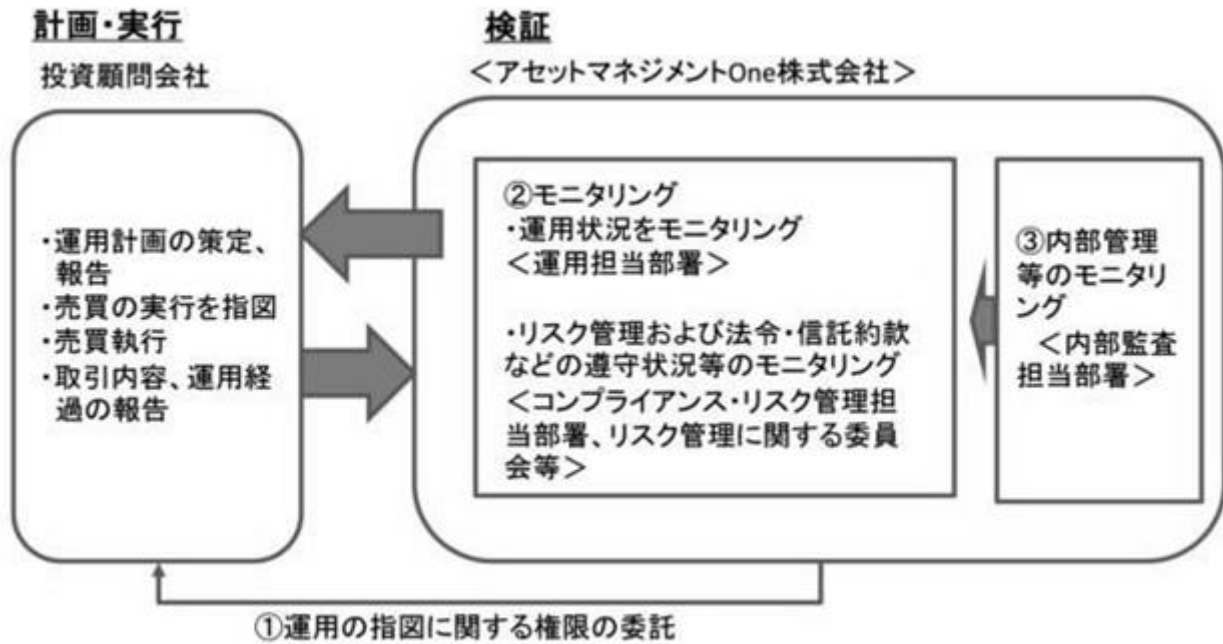 計画・実行
投資顧問会社
・運用計画の策定、
報告
・売買の実行を指図
・売買執行
・取引内容、運用経
過の報告
検証
＜アセットマネジメントOne株式会社＞
②モニタリング
・運用状況をモニタリング
＜運用担当部署＞
・リスク管理および法令・信託約款
などの遵守状況等のモニタリング
＜コンプライアンス・リスク管理担
当部署、リスク管理に関する委員
会等＞
③内部管理
等のモニタリ
ング
＜内部監査
担当部署＞
①運用の指図に関する権限の委託